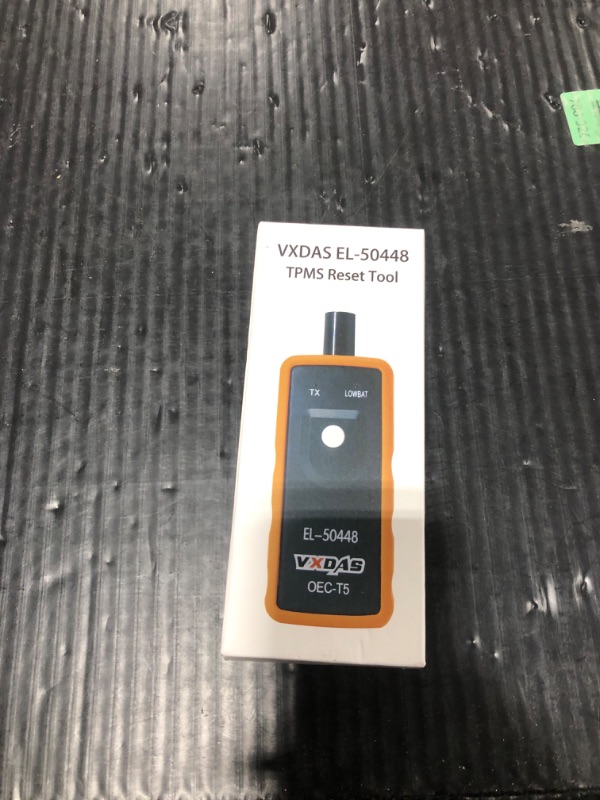 VXDAS EL-50448
TPMS Reset Tool
TX LOWBAT
EL-50448
VXDAS
OEC-T5